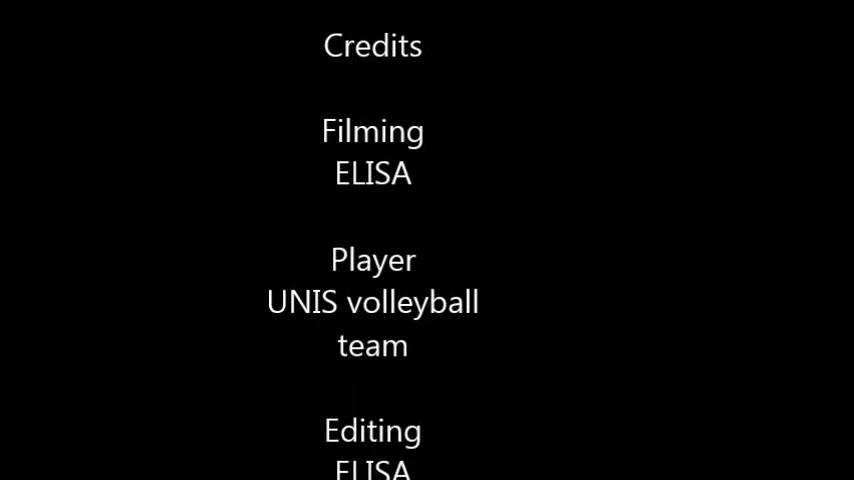 Credits
Filming
ELISA
Player
UNIS volleyball
team
Editing
ELISA